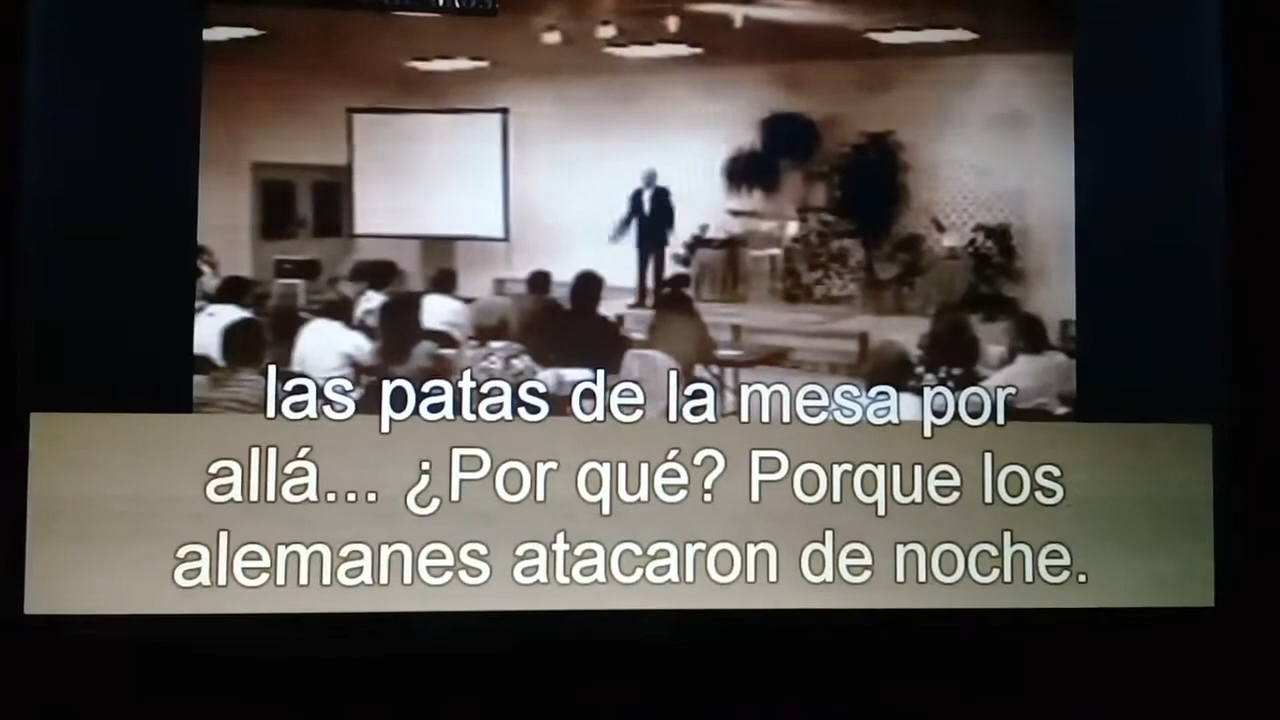 las patas de la mesa por
allá... ¿Por qué? Porque los
alemanes atacaron de noche.